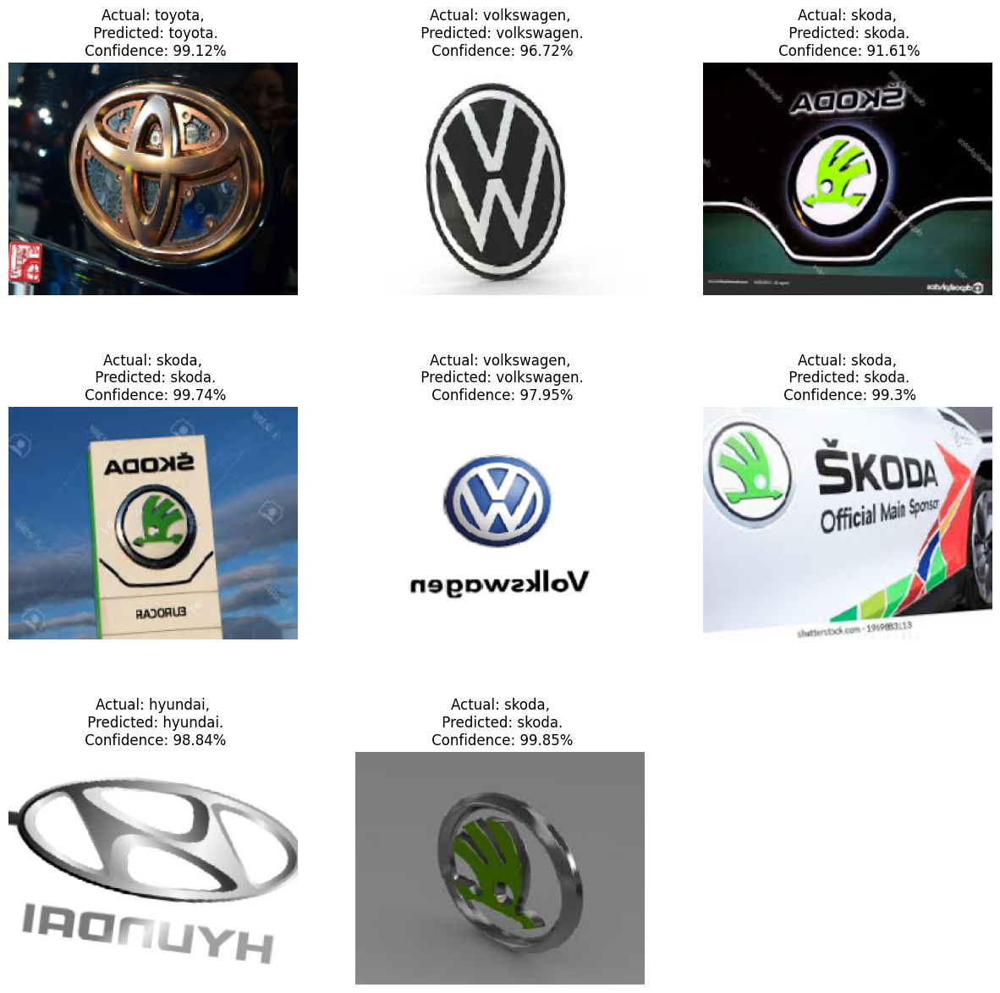 Actual: toyota,
Predicted: toyota.
Confidence: 99.12%
Actual: volkswagen,
Predicted: volkswagen.
Confidence: 96.72%
Actual: skoda,
Predicted: skoda.
Confidence: 91.61%
ŠKODA
depositphotos
Actual: skoda,
Predicted: skoda.
Confidence: 99.74%
ŠKODA
EUROCAR
Actual: volkswagen,
Predicted: volkswagen.
Confidence: 97.95%
Volkswagen
Actual: skoda,
Predicted: skoda.
Confidence: 99.3%
ŠKODA
Official Main Sponsor
shutterstock.com · 1969883113
Actual: hyundai,
Predicted: hyundai.
Confidence: 98.84%
HYUNDAI
Actual: skoda,
Predicted: skoda.
Confidence: 99.85%